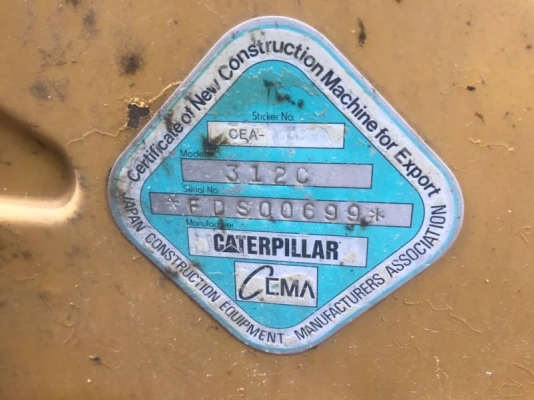 Certificate of New Construction Machine for Export
Sticker No.
CEA-
Model
312C
Serial No.
*FDS00699*
Manufacturer
CATERPILLAR
CEMA
JAPAN CONSTRUCTION EQUIPMENT MANUFACTURERS ASSOCIATION